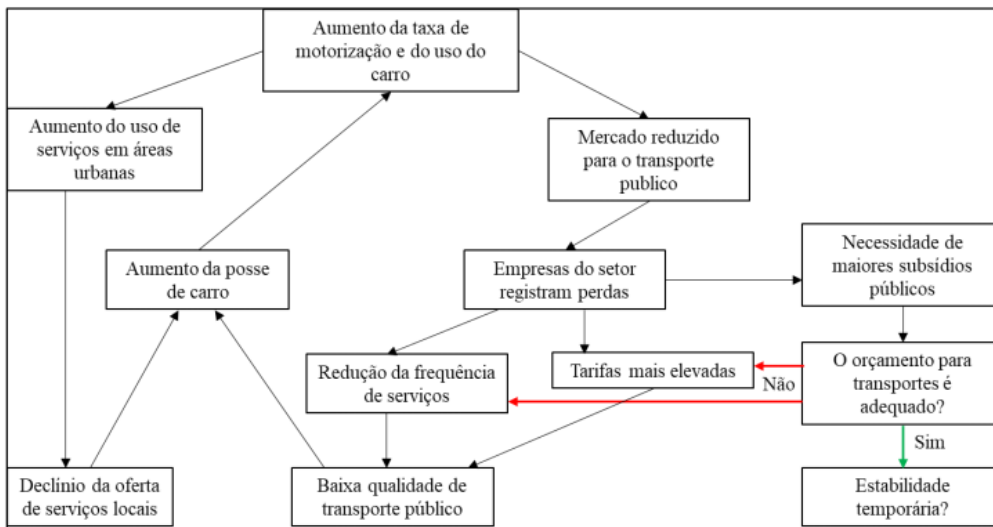 Aumento da taxa de
motorização e do uso do
carro
Aumento do uso de
serviços em áreas
urbanas
Mercado reduzido
para o transporte
publico
Aumento da posse
de carro
Empresas do setor
registram perdas
Necessidade de
maiores subsídios
públicos
Redução da frequência
de serviços
Tarifas mais elevadas
Não
O orçamento para
transportes é
adequado?
Sim
Declínio da oferta
de serviços locais
Baixa qualidade de
transporte público
Estabilidade
temporária?